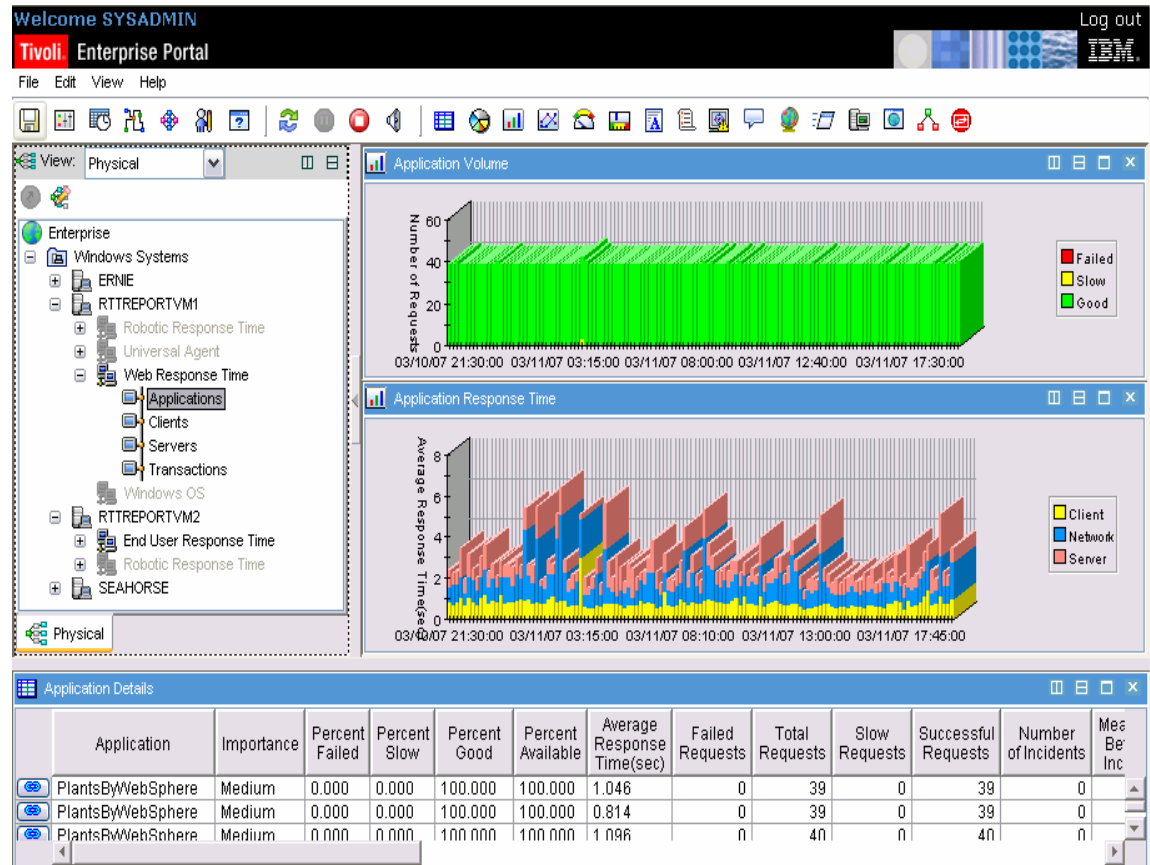 Welcome SYSADMIN
Log out
Tivoli. Enterprise Portal
IBM.
File Edit View Help
View: Physical
Enterprise
Windows Systems
ERNIE
RTTREPORTVM1
Robotic Response Time
Universal Agent
Web Response Time
Applications
Clients
Servers
Transactions
Windows OS
RTTREPORTVM2
End User Response Time
Robotic Response Time
SEAHORSE
Physical
Application Volume
Number of Requests
60
40
20
0
03/10/07 21:30:00 03/11/07 03:15:00 03/11/07 08:00:00 03/11/07 12:40:00 03/11/07 17:30:00
Failed
Slow
Good
Application Response Time
Average Response Time(sec)
8
6
4
2
0
03/10/07 21:30:00 03/11/07 03:15:00 03/11/07 08:10:00 03/11/07 13:00:00 03/11/07 17:45:00
Client
Network
Server
Application Details
Application Importance Percent Failed Percent Slow Percent Good Percent Available Average Response Time(sec) Failed Requests Total Requests Slow Requests Successful Requests Number of Incidents
PlantsByWebSphere Medium 0.000 0.000 100.000 100.000 1.046 0 39 0 39 0
PlantsByWebSphere Medium 0.000 0.000 100.000 100.000 0.814 0 39 0 39 0
PlantsByWebSphere Medium 0.000 0.000 100.000 100.000 1.096 0 40 0 40 0